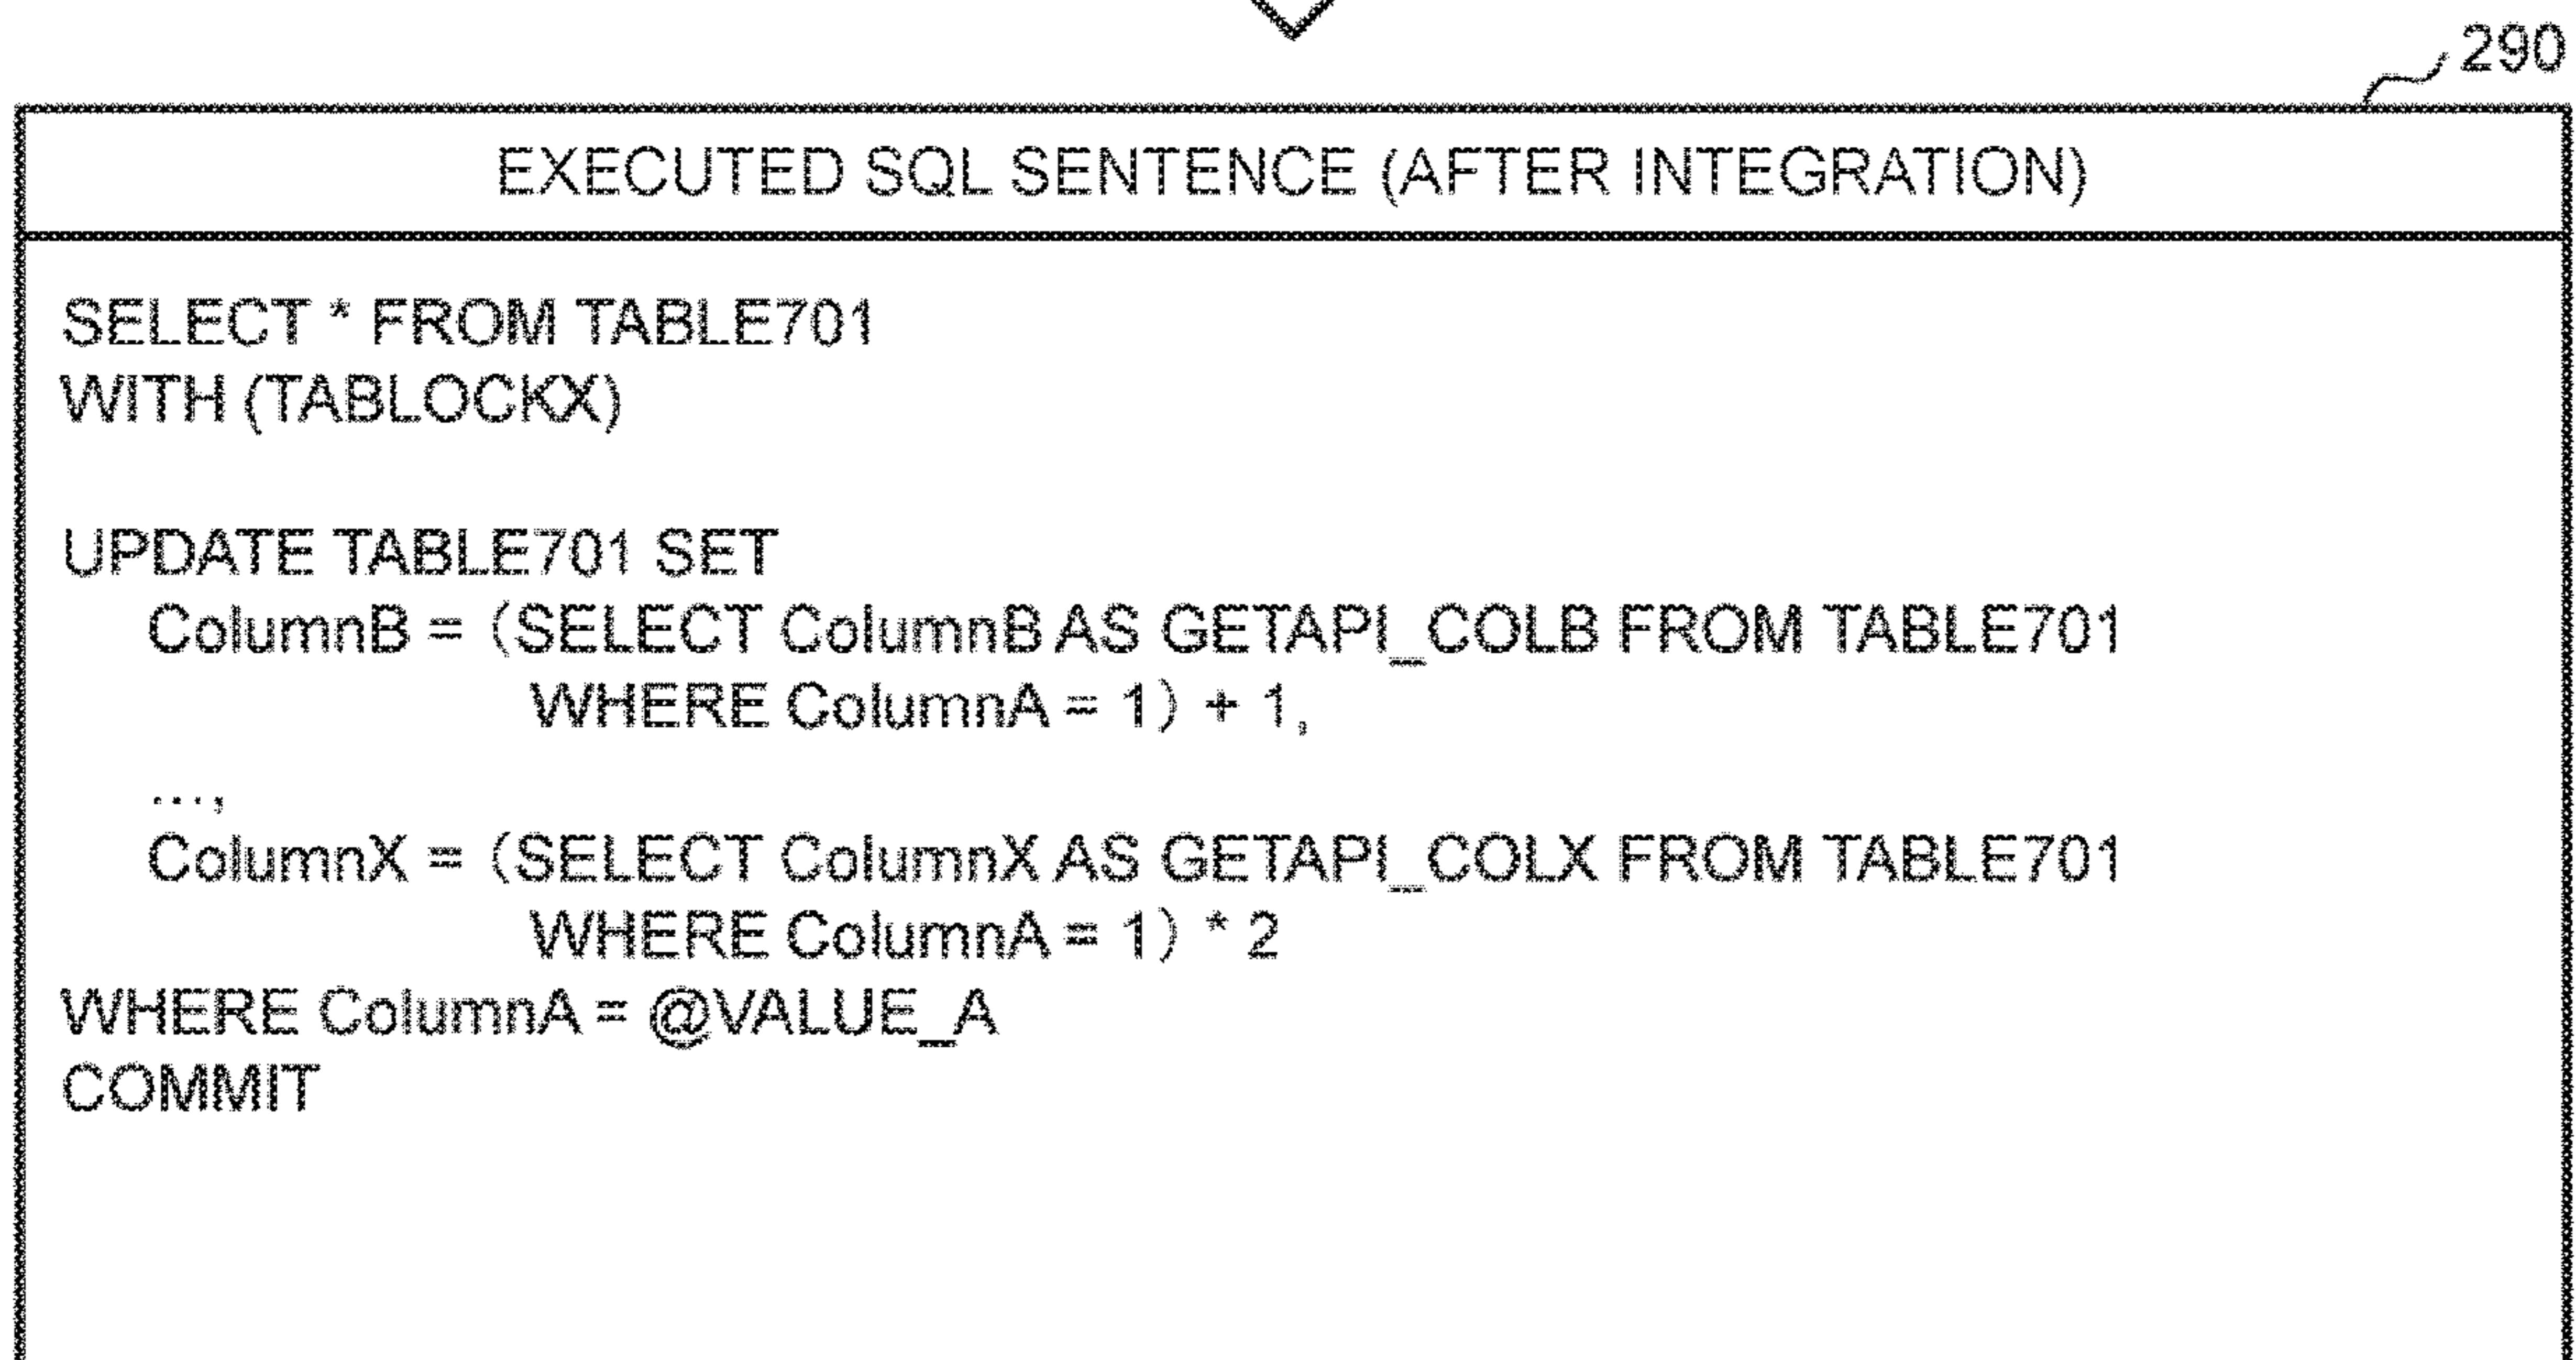 290
EXECUTED SQL SENTENCE (AFTER INTEGRATION)
SELECT * FROM TABLE701
WITH (TABLOCKX)
UPDATE TABLE701 SET
ColumnB = (SELECT ColumnB AS GETAPI_COLB FROM TABLE701
WHERE ColumnA = 1) + 1,
...,
ColumnX = (SELECT ColumnX AS GETAPI_COLX FROM TABLE701
WHERE ColumnA = 1) * 2
WHERE ColumnA = @VALUE_A
COMMIT